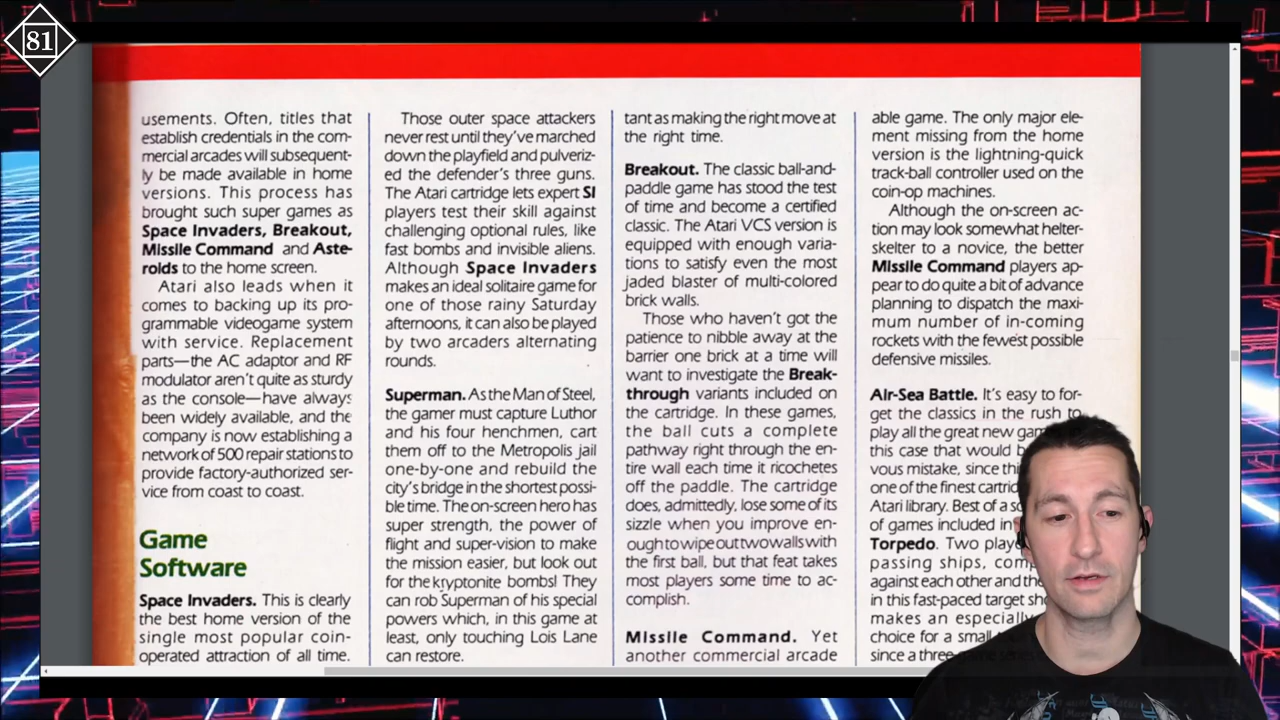 81
usements. Often, titles that
establish credentials in the com-
mercial arcades will subsequent-
ly be made available in home
versions. This process has
brought such super games as
Space Invaders, Breakout,
Missile Command and Aste-
roids to the home screen.
Atari also leads when it
comes to backing up its pro-
grammable videogame system
with service. Replacement
parts—the AC adaptor and RF
modulator aren't quite as sturdy
as the console—have always
been widely available, and the
company is now establishing a
network of 500 repair stations to
provide factory-authorized ser-
vice from coast to coast.
Game
Software
Space Invaders. This is clearly
the best home version of the
single most popular coin-
operated attraction of all time.
Those outer space attackers
never rest until they've marched
down the playfield and pulveriz-
ed the defender's three guns.
The Atari cartridge lets expert SI
players test their skill against
challenging optional rules, like
fast bombs and invisible aliens.
Although Space Invaders
makes an ideal solitaire game for
one of those rainy Saturday
afternoons, it can also be played
by two arcaders alternating
rounds.
Superman. As the Man of Steel,
the gamer must capture Luthor
and his four henchmen, cart
them off to the Metropolis jail
one-by-one and rebuild the
city's bridge in the shortest possi-
ble time. The on-screen hero has
super strength, the power of
flight and super-vision to make
the mission easier, but look out
for the kryptonite bombs! They
can rob Superman of his special
powers which, in this game at
least, only touching Lois Lane
can restore.
tant as making the right move at
the right time.
Breakout. The classic ball-and-
paddle game has stood the test
of time and become a certified
classic. The Atari VCS version is
equipped with enough varia-
tions to satisfy even the most
jaded blaster of multi-colored
brick walls.
Those who haven't got the
patience to nibble away at the
barrier one brick at a time will
want to investigate the Break-
through variants included on
the cartridge. In these games,
the ball cuts a complete
pathway right through the en-
tire wall each time it ricochetes
off the paddle. The cartridge
does, admittedly, lose some of its
sizzle when you improve en-
ough to wipe out two walls with
the first ball, but that feat takes
most players some time to ac-
complish.
Missile Command. Yet
another commercial arcade
able game. The only major ele-
ment missing from the home
version is the lightning-quick
track-ball controller used on the
coin-op machines.
Although the on-screen ac-
tion may look somewhat helter-
skelter to a novice, the better
Missile Command players ap-
pear to do quite a bit of advance
planning to dispatch the maxi-
mum number of in-coming
rockets with the fewest possible
defensive missiles.
Air-Sea Battle. It's easy to for-
get the classics in the rush to
play all the great new
this case that would
vous mistake, since
one of the finest
Atari library. Best of a
of games included in
Torpedo. Two
passing ships,
against each other and
in this fast-paced target
makes an
choice for a small
since a three-game series